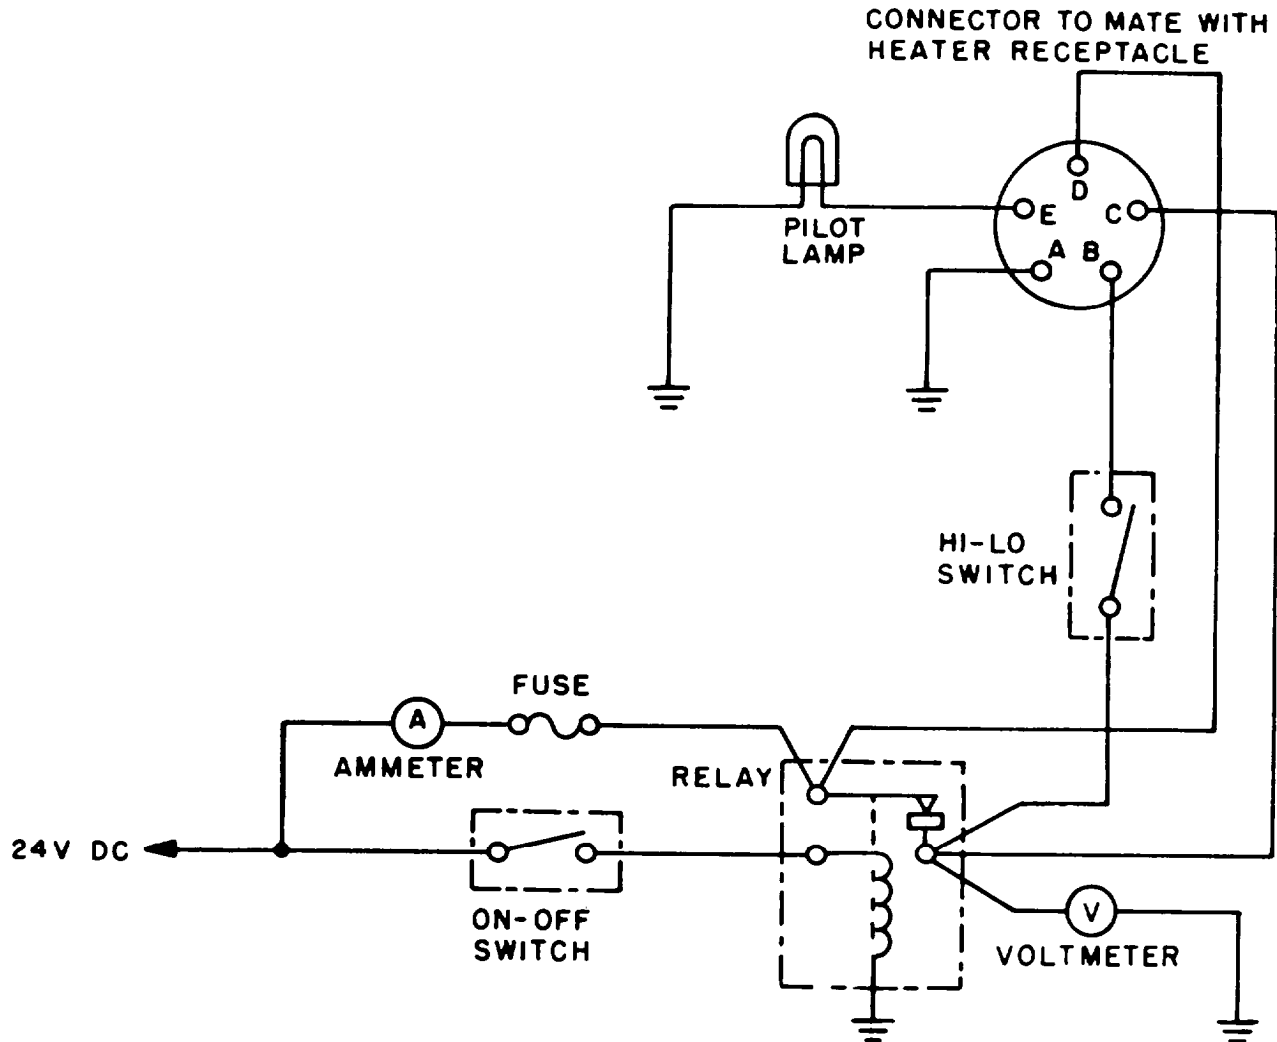 CONNECTOR TO MATE WITH
HEATER RECEPTACLE
D
E
C
A
B
PILOT
LAMP
HI-LO
SWITCH
FUSE
A
AMMETER
RELAY
24V DC
ON-OFF
SWITCH
V
VOLTMETER